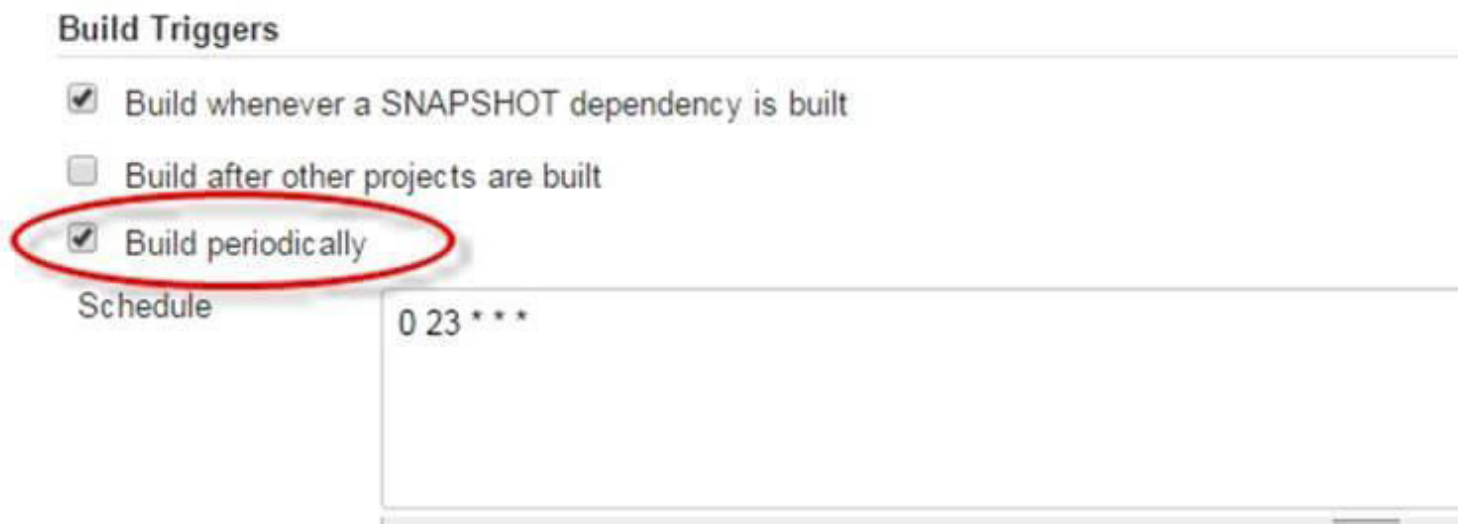 Build Triggers
Build whenever a SNAPSHOT dependency is built
Build after other projects are built
Build periodically
Schedule
0 23 * * *